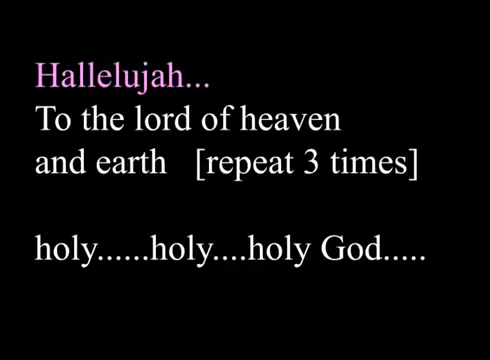 Hallelujah...
To the lord of heaven
and earth   [repeat 3 times]
holy......holy....holy God.....